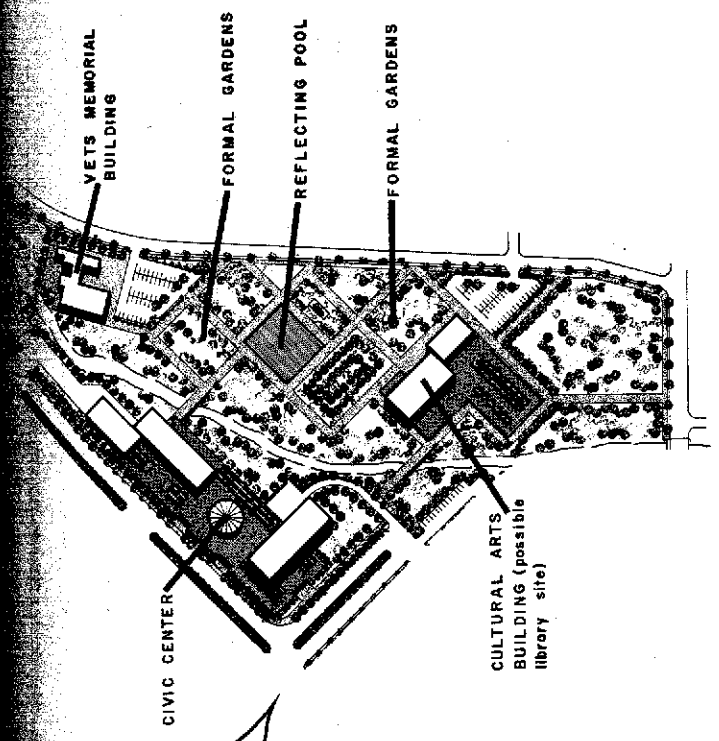 VETS MEMORIAL
BUILDING
FORMAL GARDENS
REFLECTING POOL
FORMAL GARDENS
CIVIC CENTER
CULTURAL ARTS
BUILDING (possible
library site)